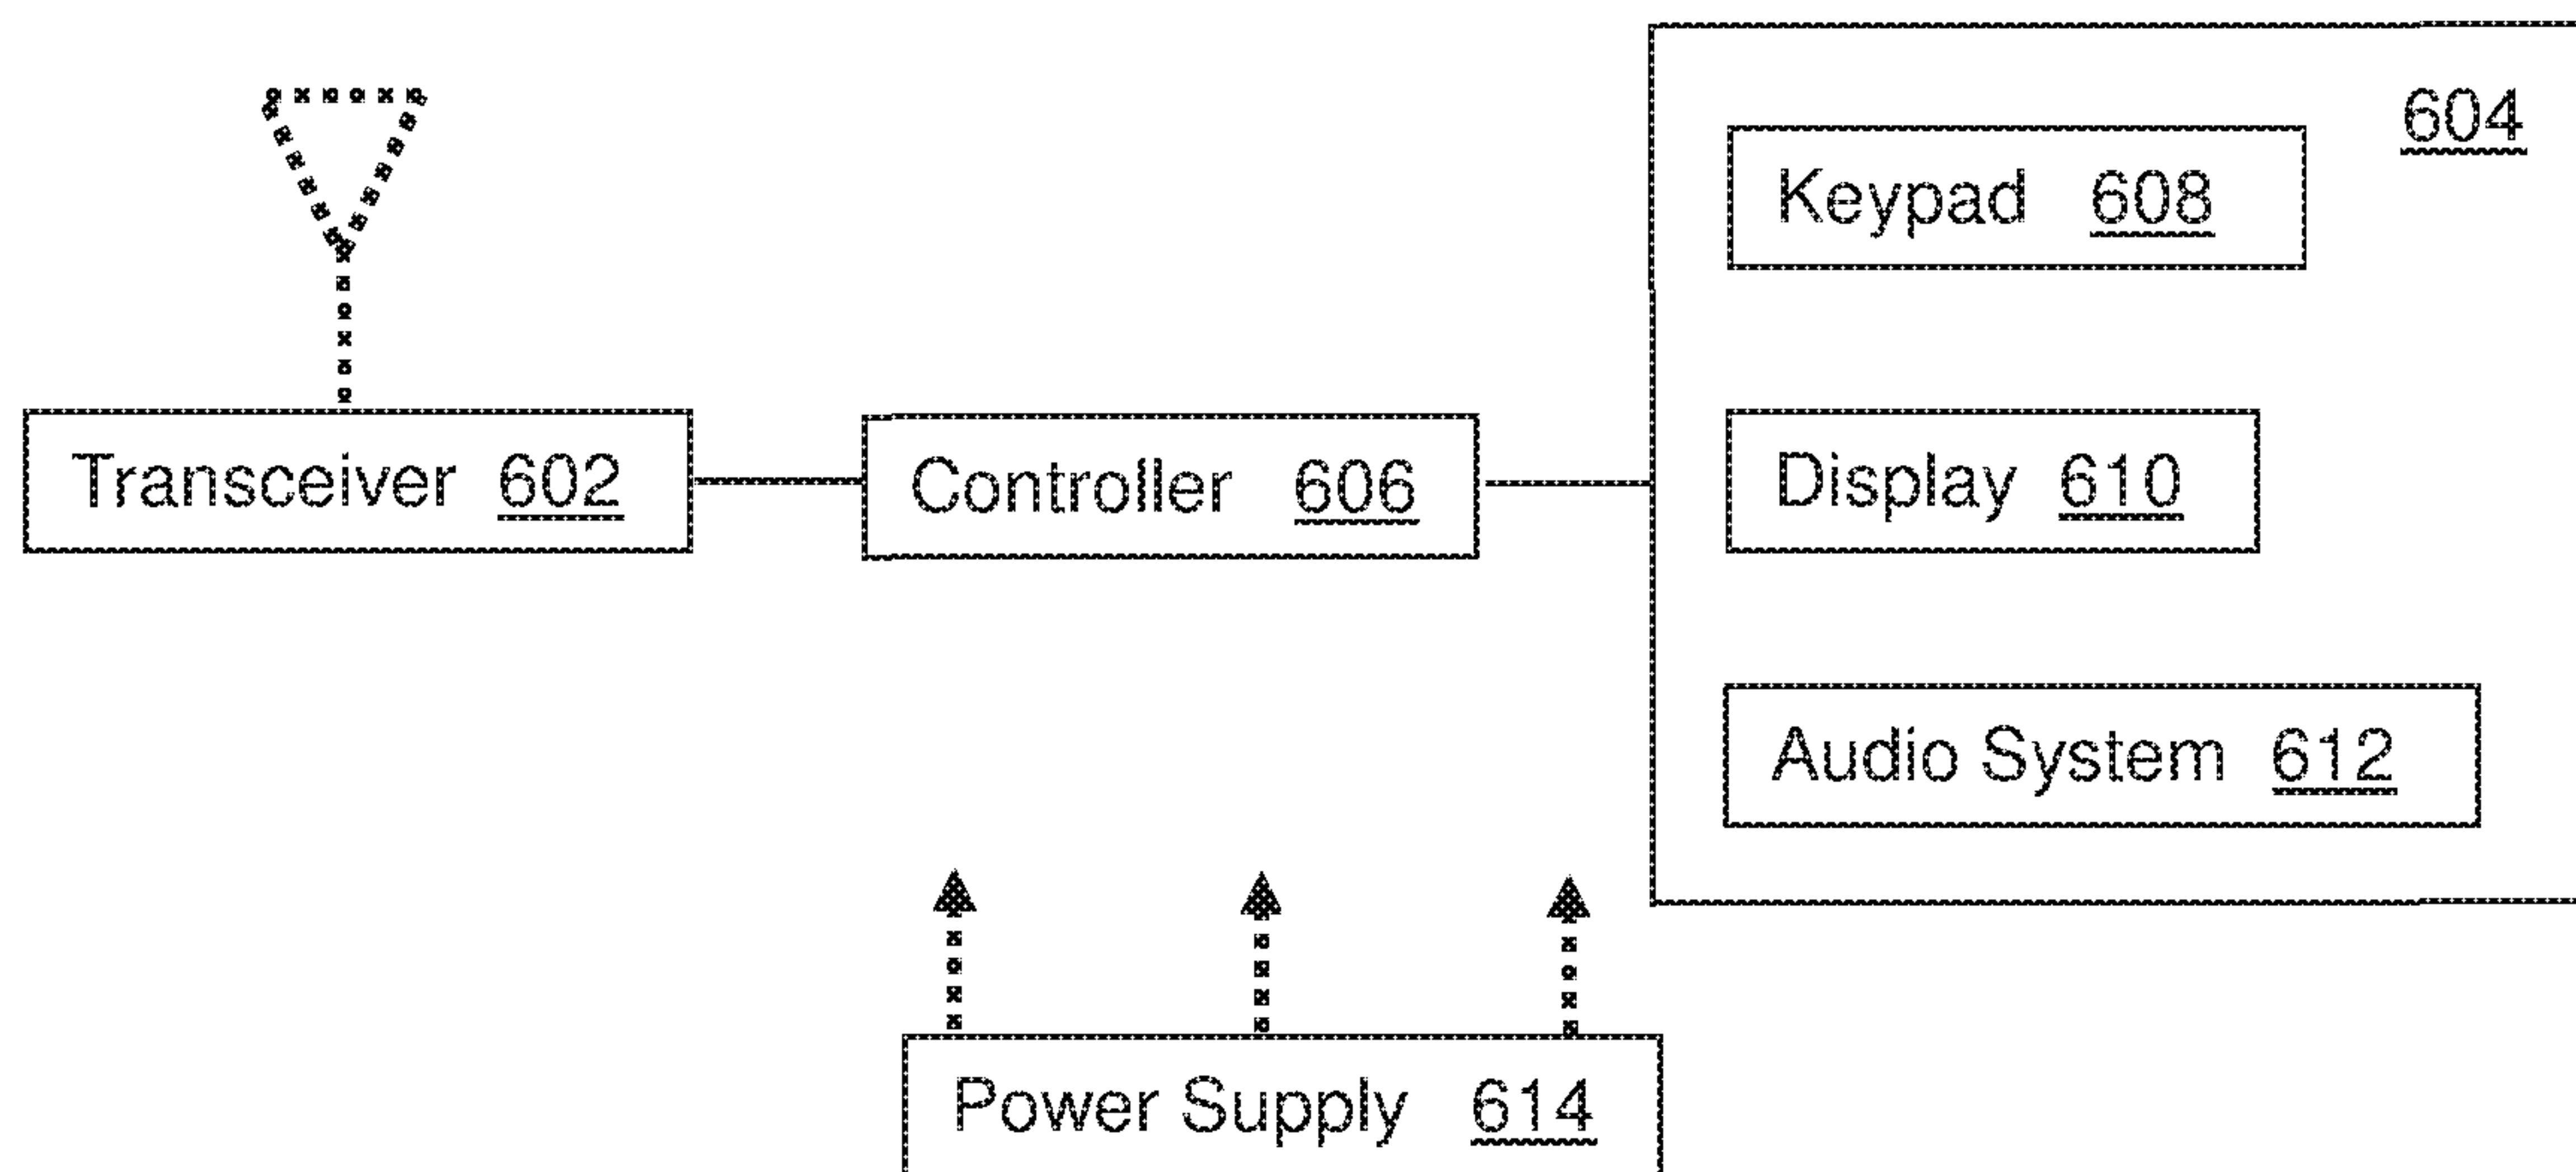 604
Keypad 608
Transceiver 602
Controller 606
Display 610
Audio System 612
Power Supply 614